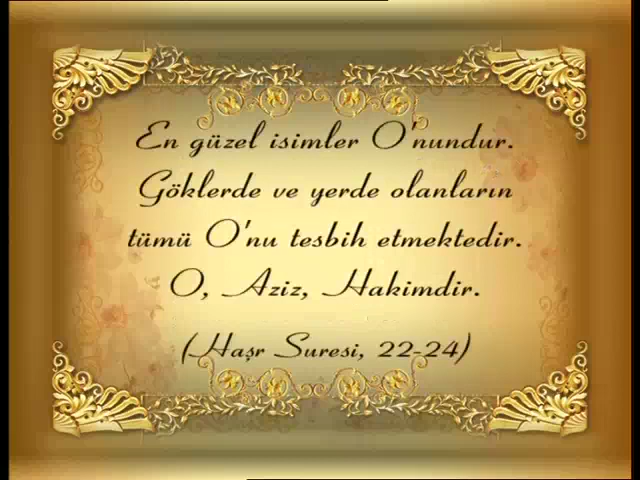 En güzel isimler O'nundur.
Göklerde ve yerde olanların
tümü O'nu tesbih etmektedir.
O, Aziz, Hakimdir.
(Haşr Suresi, 22-24)